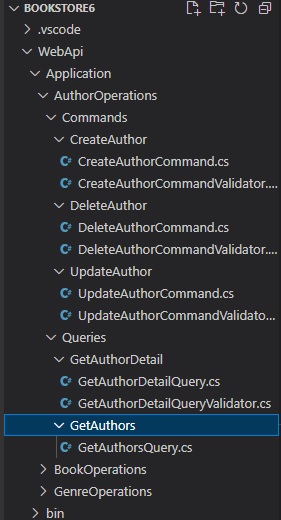 BOOKSTORE6
.vscode
WebApi
Application
AuthorOperations
Commands
CreateAuthor
C# CreateAuthorCommand.cs
C# CreateAuthorCommandValidator....
DeleteAuthor
C# DeleteAuthorCommand.cs
C# DeleteAuthorCommandValidator....
UpdateAuthor
C# UpdateAuthorCommand.cs
C# UpdateAuthorCommandValidato...
Queries
GetAuthorDetail
C# GetAuthorDetailQuery.cs
C# GetAuthorDetailQueryValidator.cs
GetAuthors
C# GetAuthorsQuery.cs
BookOperations
GenreOperations
bin